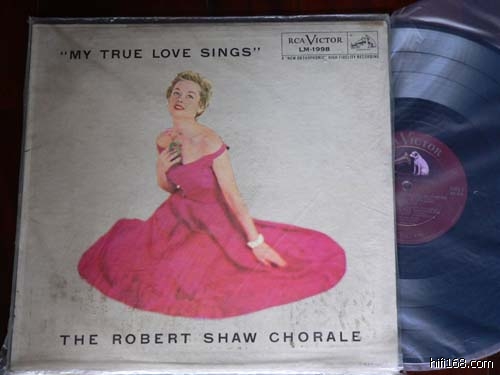 "MY TRUE LOVE SINGS"
RCA VICTOR
LM-1998
A "NEW ORTHOPHONIC" HIGH FIDELITY RECORDING
THE ROBERT SHAW CHORALE
RCA VICTOR
hifi168.com